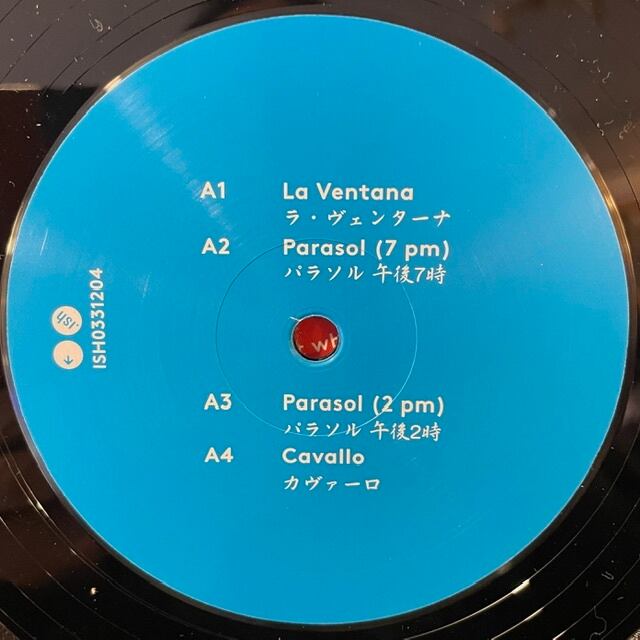 A1 La Ventana
ラ・ヴェンターナ
A2 Parasol (7 pm)
パラソル 午後7時
ish
ISH0331204
wh
A3 Parasol (2 pm)
パラソル 午後2時
A4 Cavallo
カヴァーロ